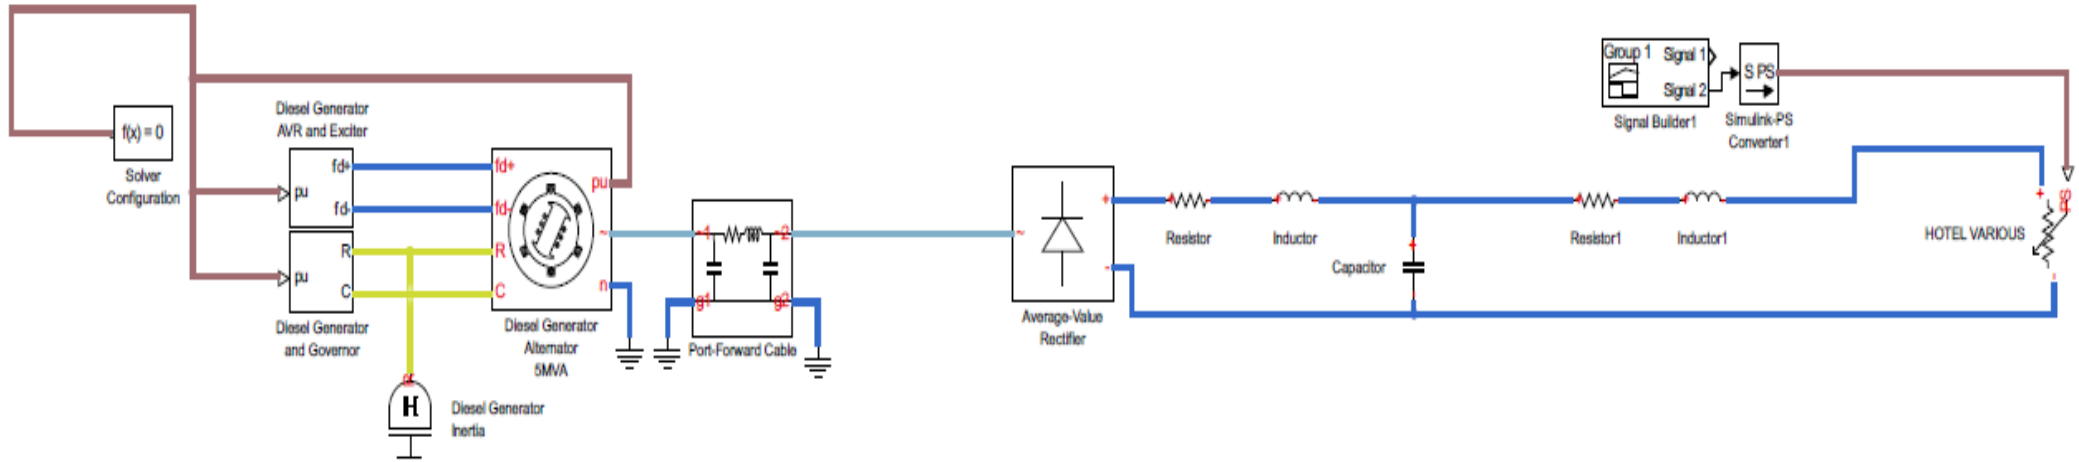 Group 1
Signal 1
Signal 2
Signal Builder1
S PS
Simulink-PS
Converter1
f(x) = 0
Solver
Configuration
Diesel Generator
AVR and Exciter
pu
fd+
fd-
pu
R
C
Diesel Generator
and Governor
fd+
fd-
R
C
pu
~
n
Diesel Generator
Alternator
5MVA
H
Diesel Generator
Inertia
~1
~2
g1
g2
Port-Forward Cable
~
+
-
Average-Value
Rectifier
Resistor
Inductor
+
Capacitor
-
Resistor1
Inductor1
HOTEL VARIOUS
+
PS
-